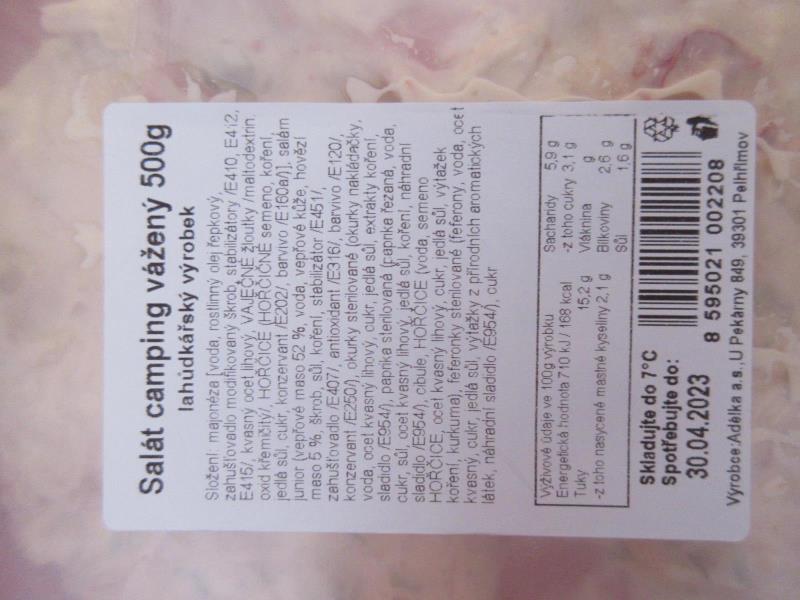 Salát camping vážený 500g
lahůdkářský výrobek
Složení: majonéza [voda, rostlinný olej řepkový,
zahušťovadlo modifikovaný škrob, stabilizátory /E410, E412,
E415/, kvasný ocet lihový, VAJEČNÉ žloutky /maltodextrin,
oxid křemičitý/, HOŘČICE /HOŘČIČNÉ semeno, koření,
jedlá sůl, cukr, konzervant /E202/, barvivo /E160a/)], salám
junior (vepřové maso 52 %, voda, vepřové kůže, hovězí
maso 5 %, škrob, sůl, koření, stabilizátor /E451/,
zahušťovadlo /E407/, antioxidant /E316/, barvivo /E120/,
konzervant /E250/), okurky sterilované (okurky nakládačky,
voda, ocet kvasný lihový, cukr, jedlá sůl, extrakty koření,
sladidlo /E954/), paprika sterilovaná (paprika řezaná, voda,
cukr, sůl, ocet kvasný lihový, jedlá sůl, koření, náhradní
sladidlo /E954/), cibule, HOŘČICE (voda, semeno
HOŘČICE, ocet kvasný lihový, cukr, jedlá sůl, výtažek
koření, kurkuma), feferonky sterilované (feferony, voda, ocet
kvasný, cukr, jedlá sůl, výtažky z přírodních aromatických
látek, náhradní sladidlo /E954/), cukr
Výživové údaje ve 100g výrobku
Energetická hodnota 710 kJ / 168 kcal
Tuky 15,2 g
-z toho nasycené mastné kyseliny 2,1 g
Sacharidy 5,9 g
-z toho cukry 3,1 g
Vláknina g
Bílkoviny 2,6 g
Sůl 1,6 g
Skladujte do 7°C
Spotřebujte do:
30.04.2023
8 595021 002208
Výrobce:Adélka a.s.,U Pekárny 849, 39301 Pelhřimov